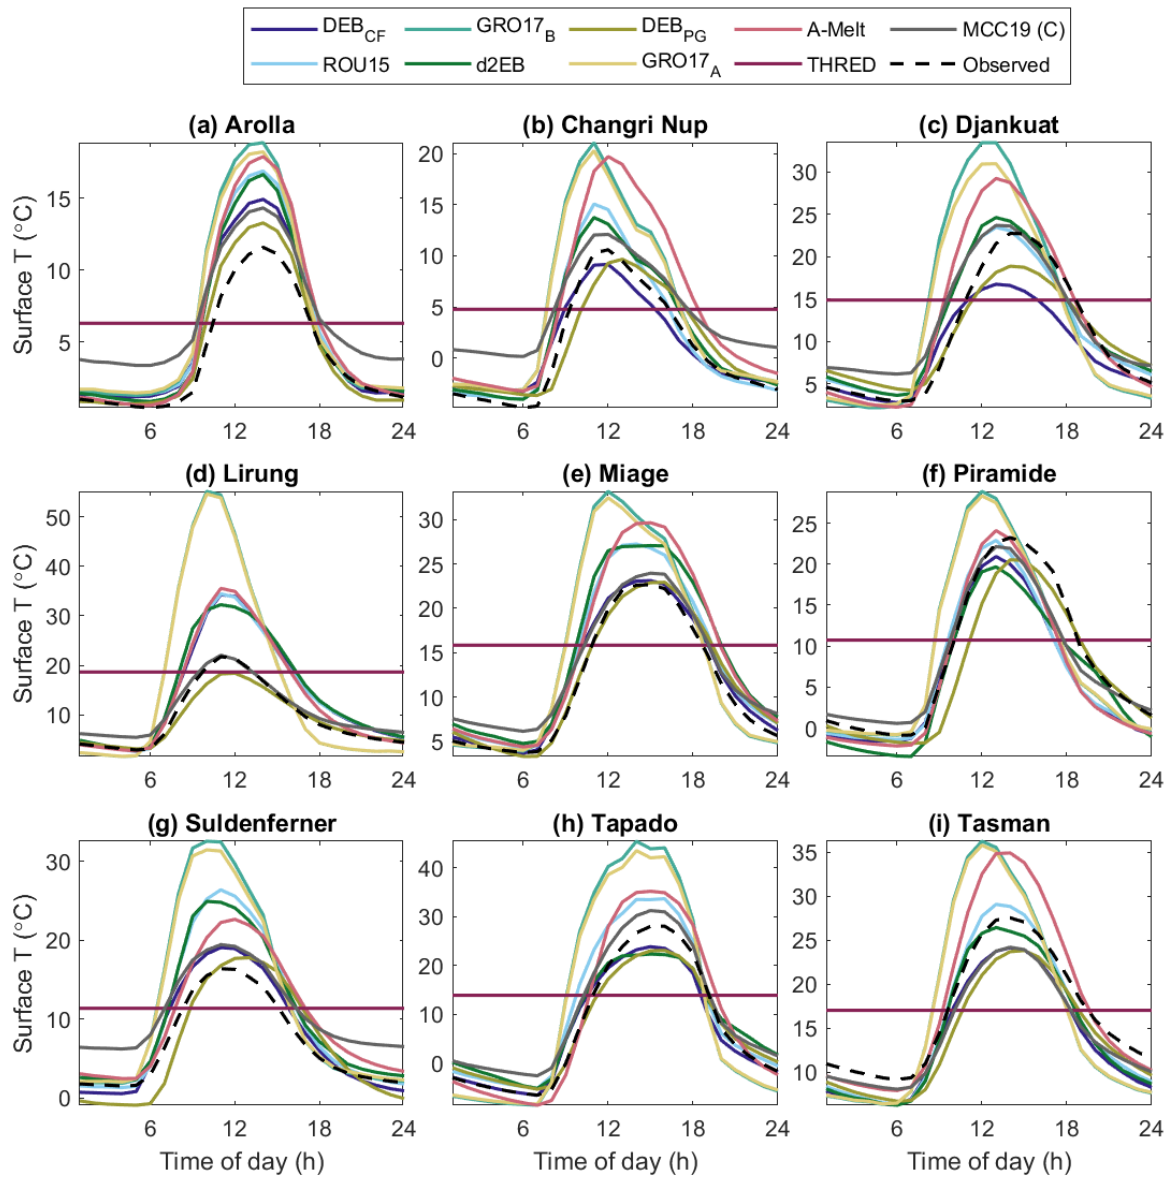 DEB_CF GRO17_B DEB_PG A-Melt MCC19 (C)
ROU15 d2EB GRO17_A THRED Observed
(a) Arolla (b) Changri Nup (c) Djankuat
Surface T (°C)
15
10
5
6 12 18 24
20
15
10
5
0
6 12 18 24
30
25
20
15
10
5
6 12 18 24
(d) Lirung (e) Miage (f) Piramide
Surface T (°C)
50
40
30
20
10
6 12 18 24
30
25
20
15
10
5
6 12 18 24
25
20
15
10
5
0
6 12 18 24
(g) Suldenferner (h) Tapado (i) Tasman
Surface T (°C)
30
20
10
0
6 12 18 24
40
30
20
10
0
6 12 18 24
35
30
25
20
15
10
6 12 18 24
Time of day (h) Time of day (h) Time of day (h)